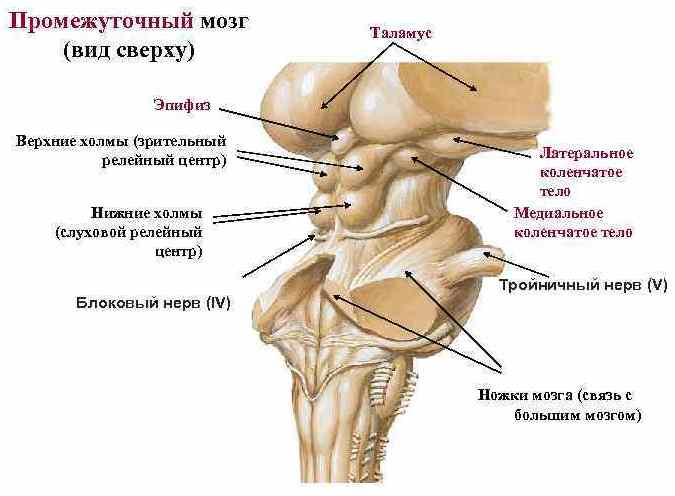 Промежуточный мозг
(вид сверху)
Таламус
Эпифиз
Верхние холмы (зрительный
релейный центр)
Латеральное
коленчатое
тело
Нижние холмы
(слуховой релейный
центр)
Медиальное
коленчатое тело
Тройничный нерв (V)
Блоковый нерв (IV)
Ножки мозга (связь с
большим мозгом)